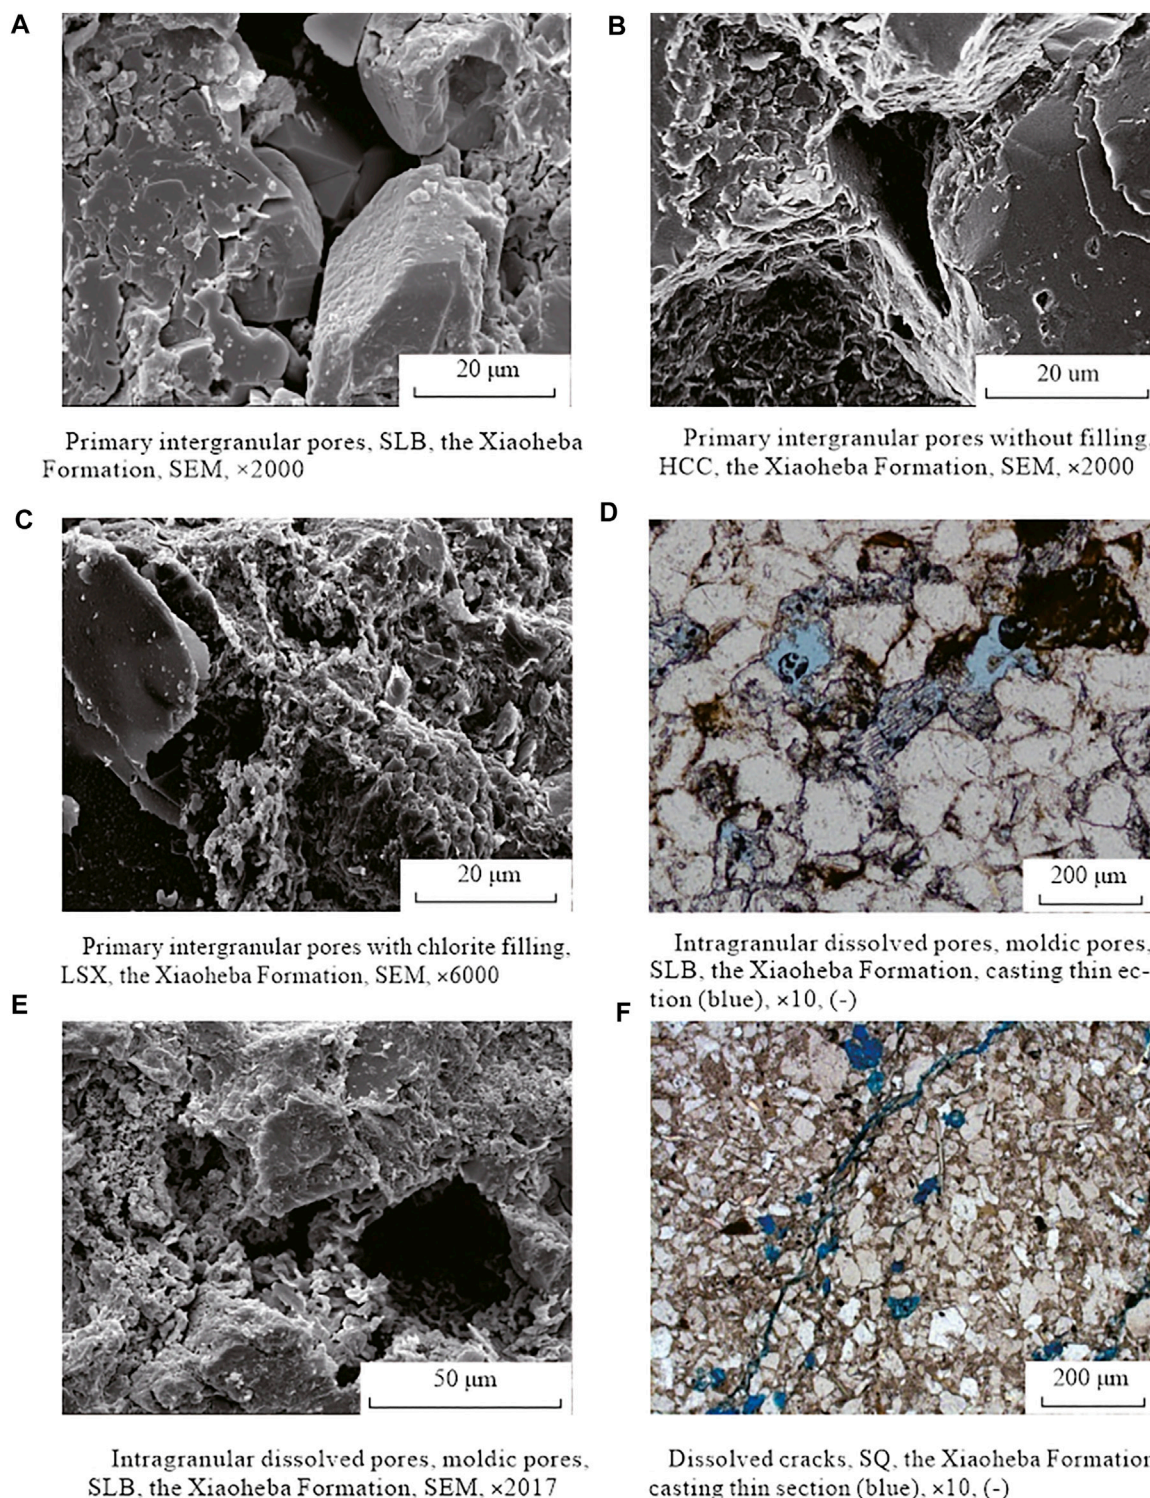 A
B
20 μm
20 um
Primary intergranular pores, SLB, the Xiaoheba
Formation, SEM, ×2000
Primary intergranular pores without filling,
HCC, the Xiaoheba Formation, SEM, ×2000
C
D
20 μm
200 μm
Primary intergranular pores with chlorite filling,
LSX, the Xiaoheba Formation, SEM, ×6000
Intragranular dissolved pores, moldic pores,
SLB, the Xiaoheba Formation, casting thin ec-
tion (blue), ×10, (-)
E
F
50 μm
200 μm
Intragranular dissolved pores, moldic pores,
SLB, the Xiaoheba Formation, SEM, ×2017
Dissolved cracks, SQ, the Xiaoheba Formation
casting thin section (blue), ×10, (-)